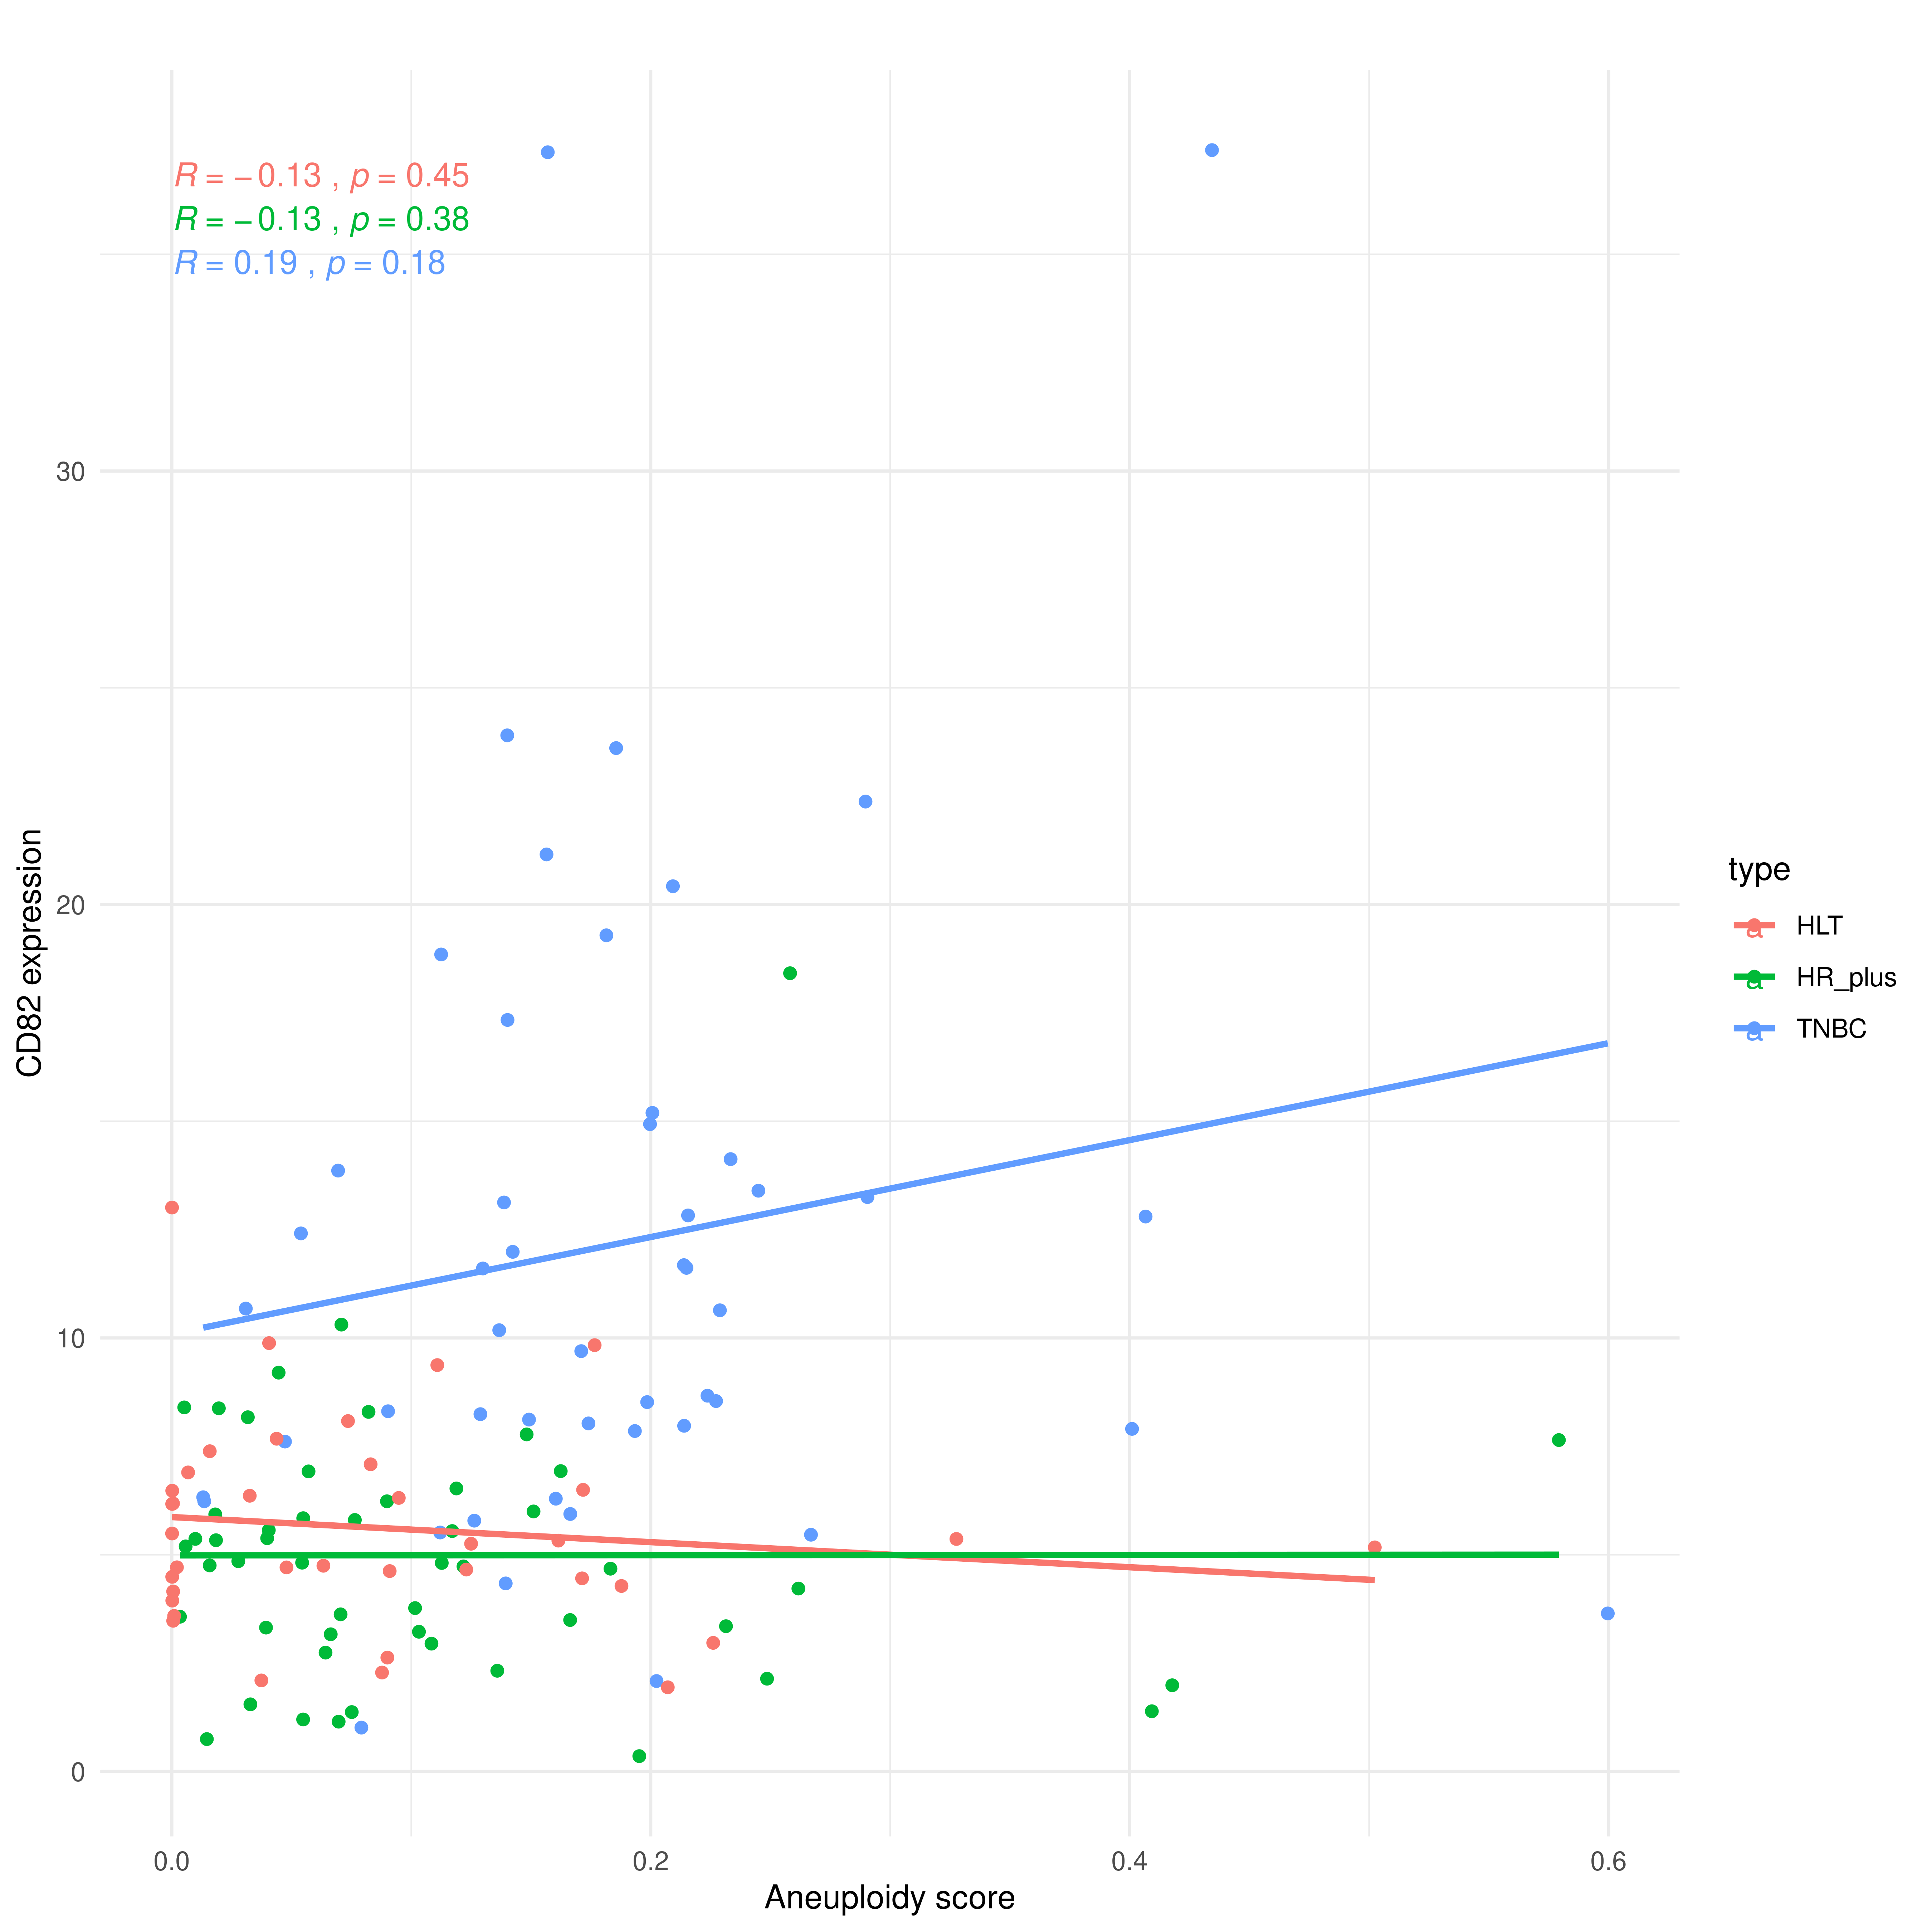 R = −0.13 , p = 0.45
R = −0.13 , p = 0.38
R = 0.19 , p = 0.18
30
20
10
0
CD82 expression
0.0 0.2 0.4 0.6
Aneuploidy score
type
a HLT
a HR_plus
a TNBC